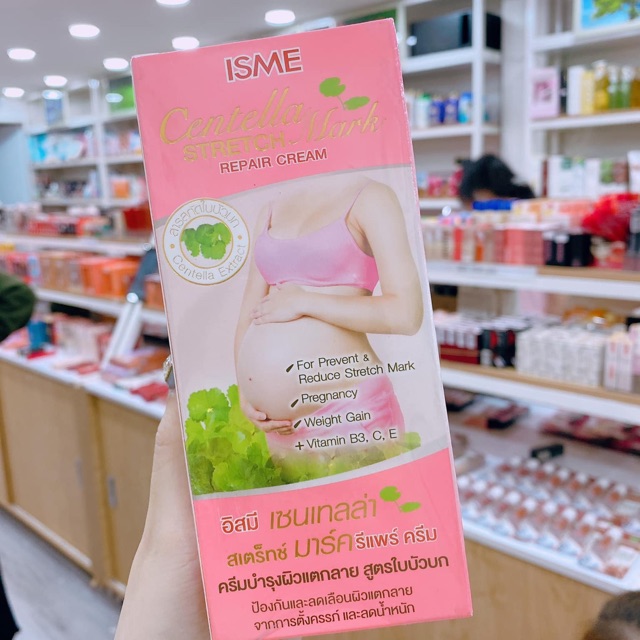 ISME
Centella
STRETCH Mark
REPAIR CREAM
สารสกัดใบบัวบก
Centella Extract
For Prevent &
Reduce Stretch Mark
Pregnancy
Weight Gain
+ Vitamin B3, C, E
อิสมี เซนเทลล่า
สเตร็ทช์ มาร์ค รีแพร์ ครีม
ครีมบำรุงผิวแตกลาย สูตรใบบัวบก
ป้องกันและลดเลือนผิวแตกลาย
จากการตั้งครรภ์ และลดน้ำหนัก